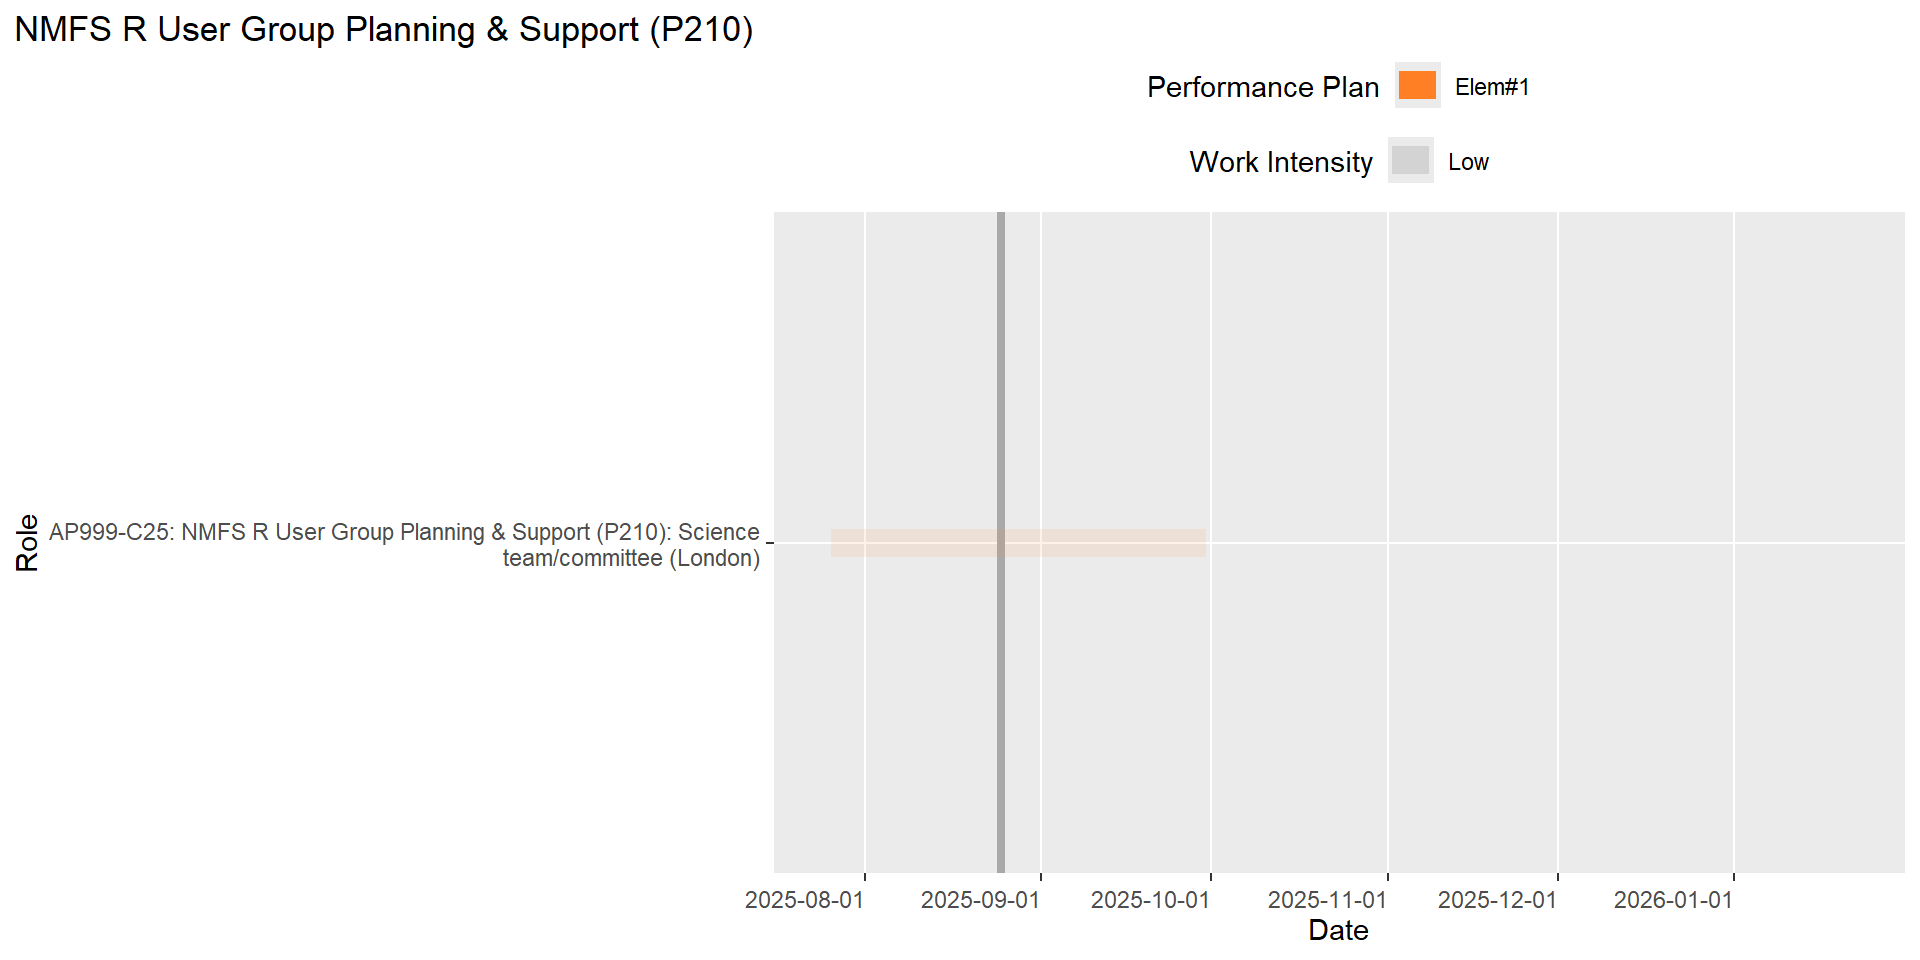 NMFS R User Group Planning & Support (P210)
Performance Plan
Elem#1
Work Intensity
Low
Role
AP999-C25: NMFS R User Group Planning & Support (P210): Science
team/committee (London)
2025-08-01
2025-09-01
2025-10-01
2025-11-01
2025-12-01
2026-01-01
Date